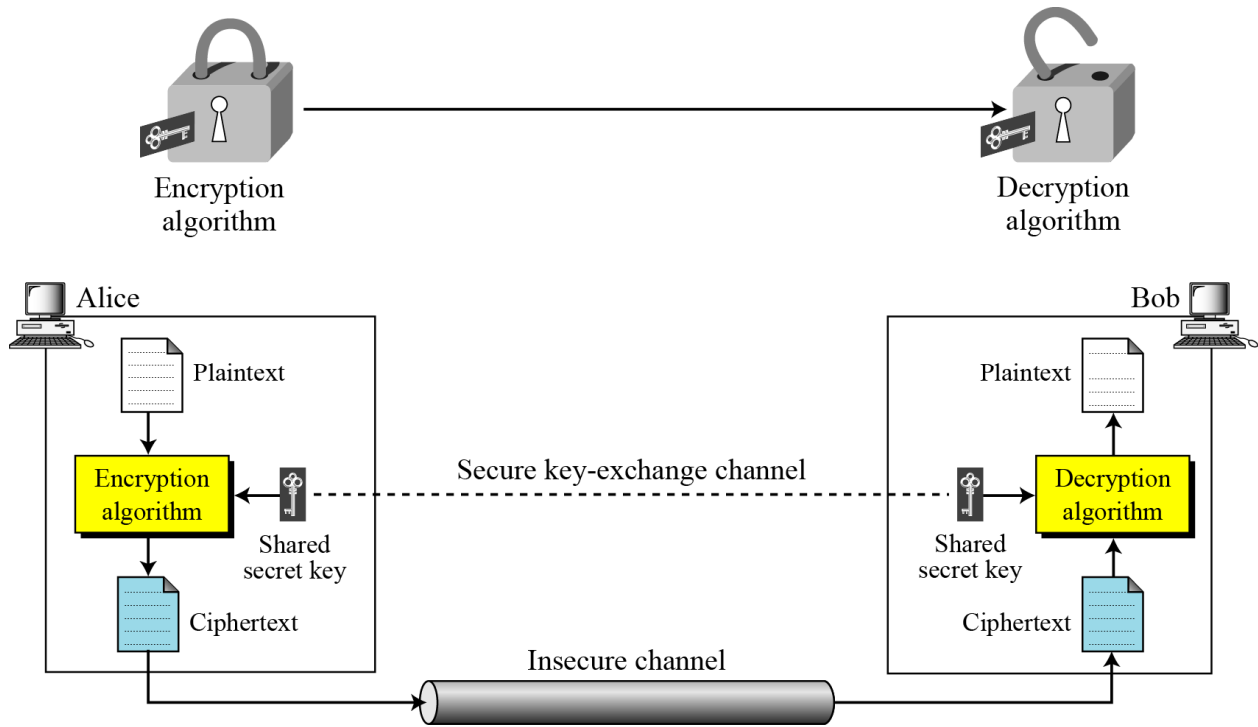 Encryption
algorithm
Decryption
algorithm
Alice
Bob
Plaintext
Plaintext
Encryption
algorithm
Secure key-exchange channel
Decryption
algorithm
Shared
secret key
Shared
secret key
Ciphertext
Ciphertext
Insecure channel